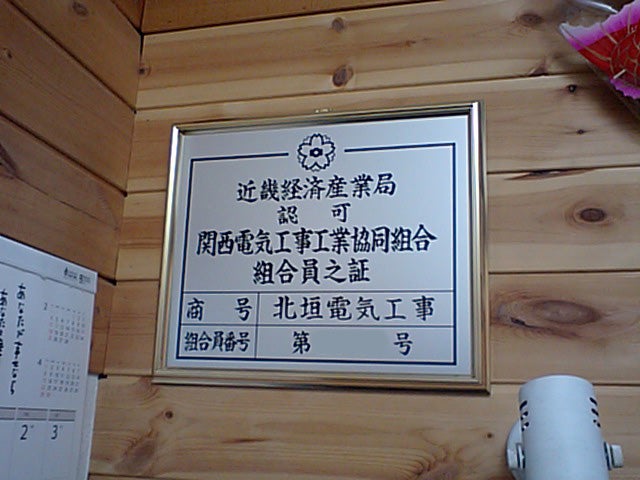 近畿経済産業局
認可
関西電気工事工業協同組合
組合員之証
商号 北垣電気工事
組合員番号 第 号
2
3